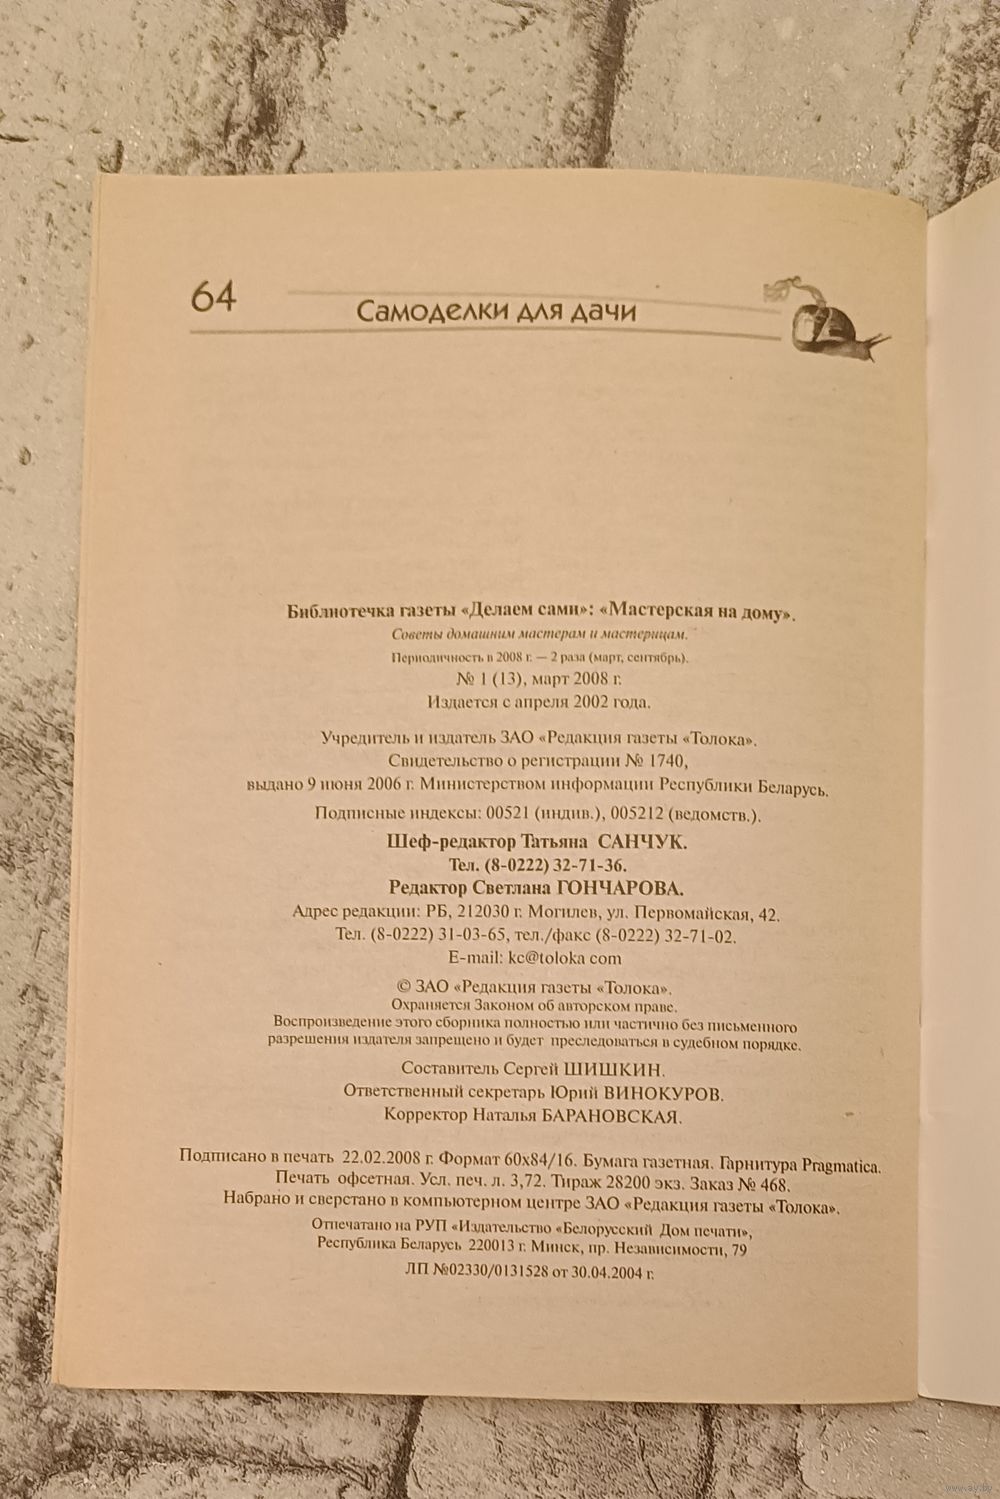 64
Самоделки для дачи
Библиотечка газеты «Делаем сами»: «Мастерская на дому».
Советы домашним мастерам и мастерицам.
Периодичность в 2008 г. — 2 раза (март, сентябрь).
№ 1 (13), март 2008 г.
Издается с апреля 2002 года.
Учредитель и издатель ЗАО «Редакция газеты «Толока».
Свидетельство о регистрации № 1740,
выдано 9 июня 2006 г. Министерством информации Республики Беларусь.
Подписные индексы: 00521 (индив.), 005212 (ведомств.).
Шеф-редактор Татьяна САНЧУК.
Тел. (8-0222) 32-71-36.
Редактор Светлана ГОНЧАРОВА.
Адрес редакции: РБ, 212030 г. Могилев, ул. Первомайская, 42.
Тел. (8-0222) 31-03-65, тел./факс (8-0222) 32-71-02.
E-mail: kc@toloka com
© ЗАО «Редакция газеты «Толока».
Охраняется Законом об авторском праве.
Воспроизведение этого сборника полностью или частично без письменного
разрешения издателя запрещено и будет преследоваться в судебном порядке.
Составитель Сергей ШИШКИН.
Ответственный секретарь Юрий ВИНОКУРОВ.
Корректор Наталья БАРАНОВСКАЯ.
Подписано в печать 22.02.2008 г. Формат 60х84/16. Бумага газетная. Гарнитура Pragmatica.
Печать офсетная. Усл. печ. л. 3,72. Тираж 28200 экз. Заказ № 468.
Набрано и сверстано в компьютерном центре ЗАО «Редакция газеты «Толока».
Отпечатано на РУП «Издательство «Белорусский Дом печати»,
Республика Беларусь 220013 г. Минск, пр. Независимости, 79
ЛП №02330/0131528 от 30.04.2004 г.
www.ay.by